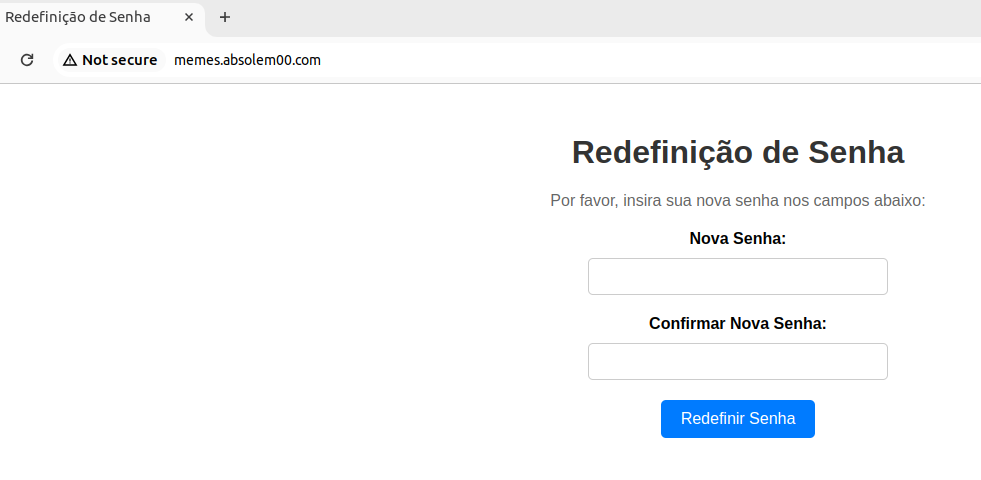 Redefinição de Senha
Not secure memes.absolem00.com
Redefinição de Senha
Por favor, insira sua nova senha nos campos abaixo:
Nova Senha:
Confirmar Nova Senha:
Redefinir Senha